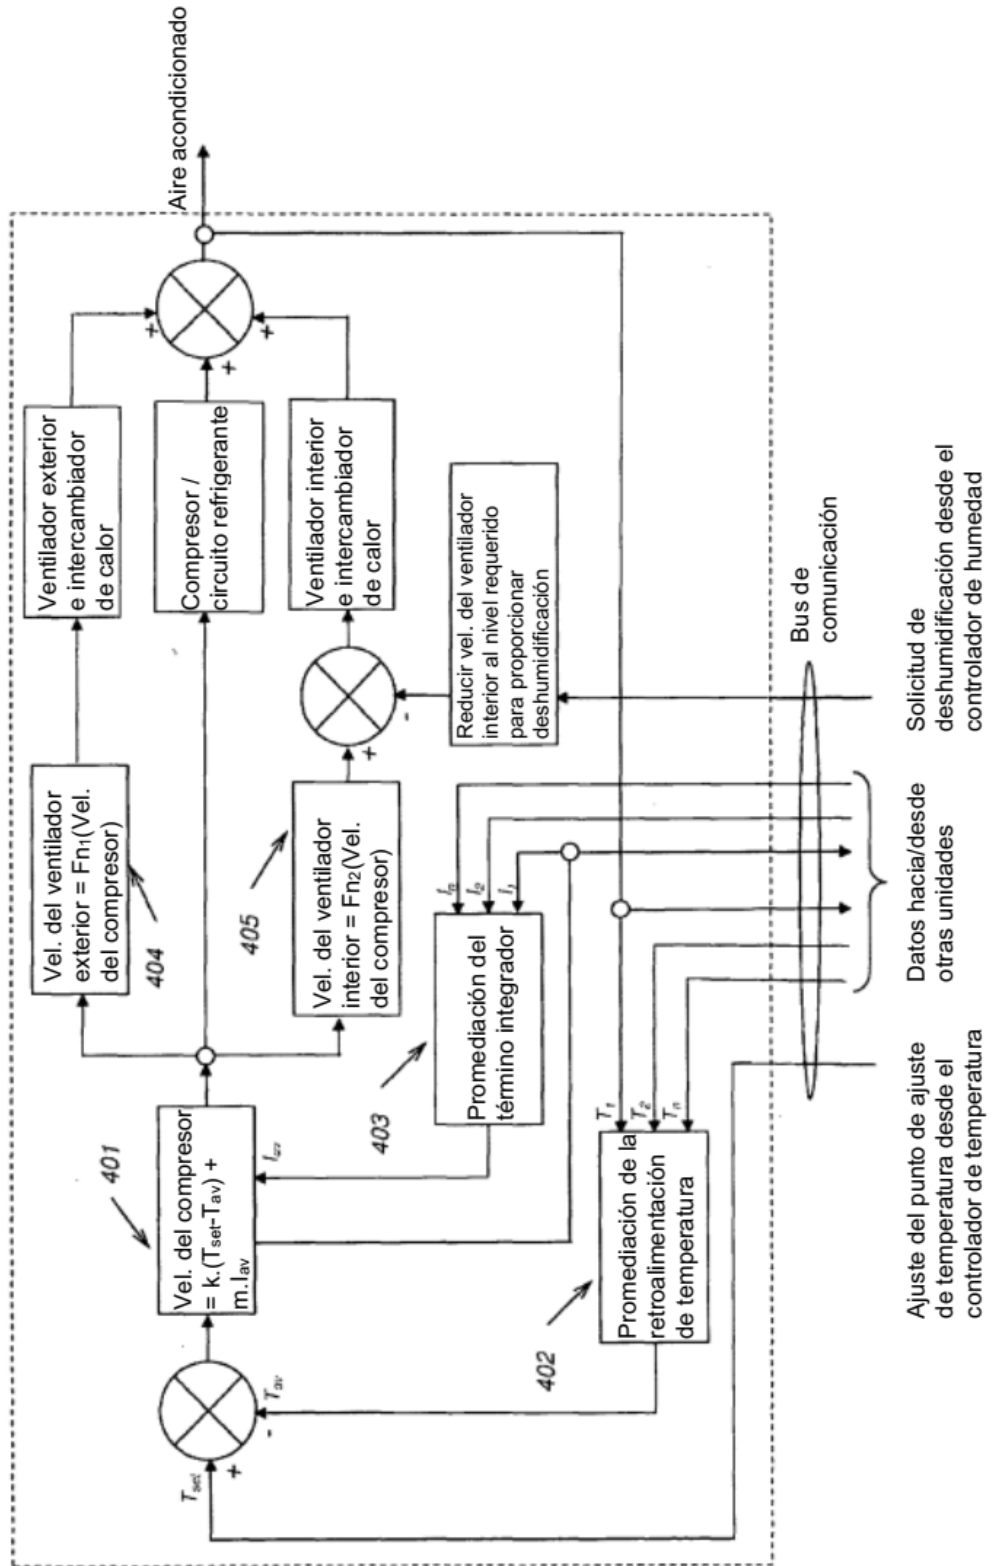 Aire acondicionado
Ventilador exterior
e intercambiador
de calor
Compresor /
circuito refrigerante
Ventilador interior
e intercambiador
de calor
+
+
+
Vel. del ventilador
exterior = Fn1(Vel.
del compresor)
404
405
Vel. del ventilador
interior = Fn2(Vel.
del compresor)
+
-
Reducir vel. del ventilador
interior al nivel requerido
para proporcionar
deshumidificación
401
Vel. del compresor
= k.(Tset-Tav) +
m.Iav
Iav
403
Promediación del
término integrador
In
I2
I1
402
Promediación de la
retroalimentación
de temperatura
T1
T2
Tn
Tset
+
Tav
-
Bus de
comunicación
Ajuste del punto de ajuste
de temperatura desde el
controlador de temperatura
Datos hacia/desde
otras unidades
Solicitud de
deshumidificación desde el
controlador de humedad